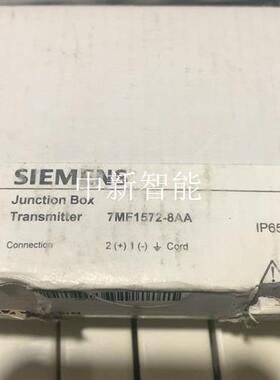 中新智能
SIEMENS
Junction Box
Transmitter 7MF1572-8AA
IP65
Connection 2 (+) 1 (-) ⏚ Cord